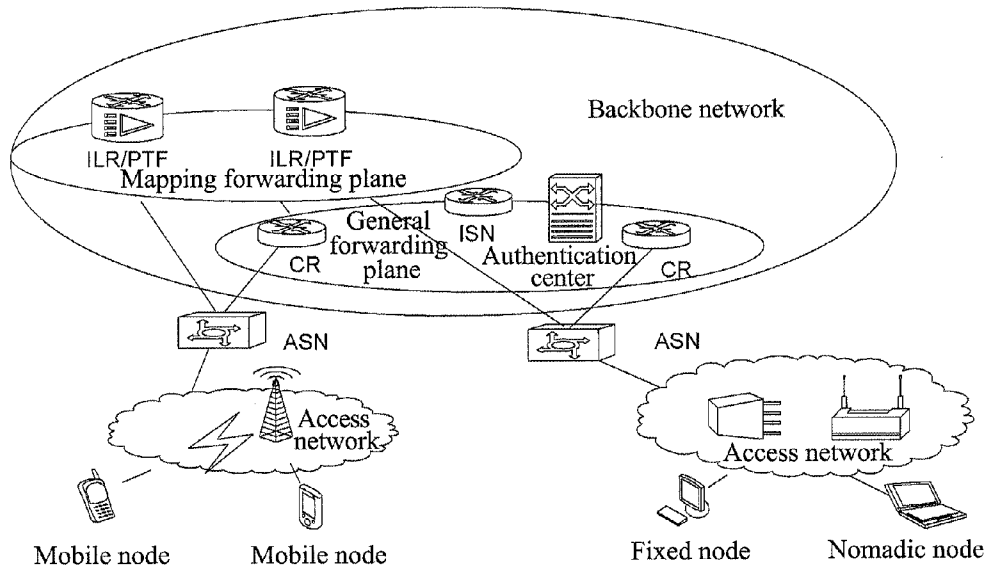 Backbone network
ILR/PTF
ILR/PTF
Mapping forwarding plane
ISN
General
forwarding
plane
CR
Authentication
center
CR
ASN
ASN
Access
network
Access network
Mobile node
Mobile node
Fixed node
Nomadic node